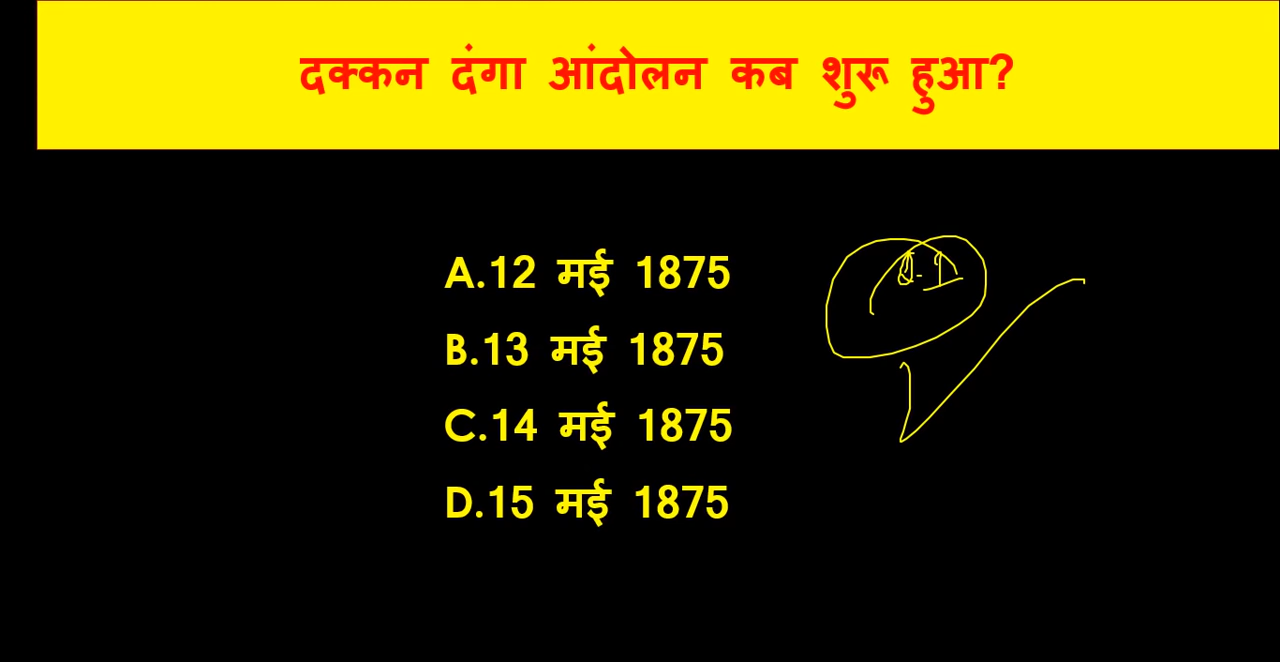 दक्कन दंगा आंदोलन कब शुरू हुआ?
A.12 मई 1875
B.13 मई 1875
C.14 मई 1875
D.15 मई 1875